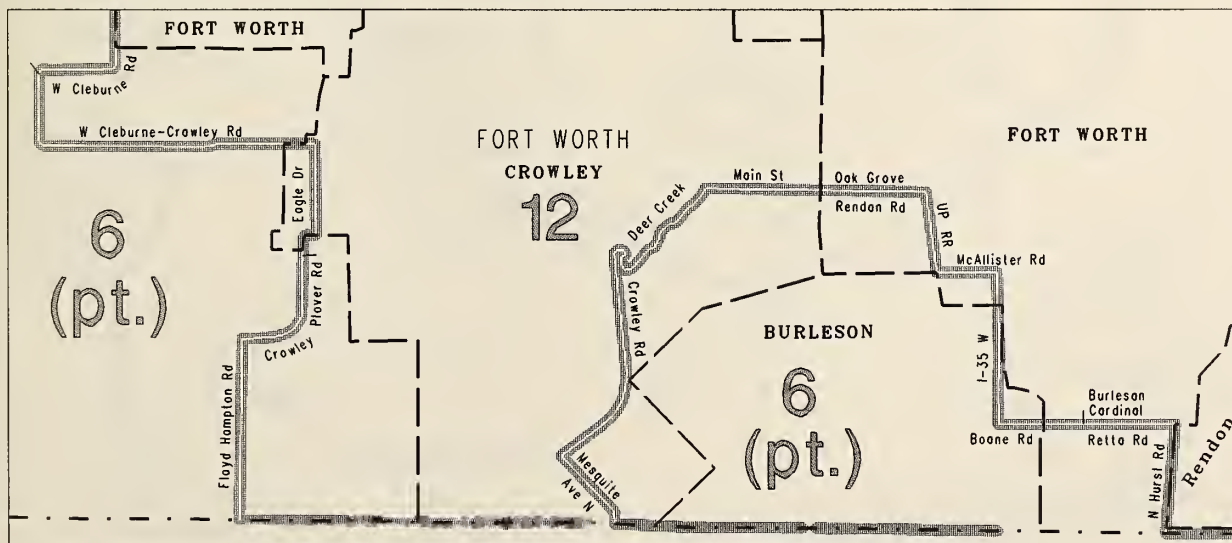 FORT WORTH
W Cleburne
Rd
W Cleburne-Crowley Rd
Eagle Dr
6
(pt.)
Plover Rd
Crowley
Floyd Hampton Rd
FORT WORTH
CROWLEY
12
Deer Creek
Main St
Oak Grove
Rendon Rd
UP RR
McAllister Rd
FORT WORTH
Crowley Rd
BURLESON
6
(pt.)
I-35 W
Burleson
Cardinal
Boone Rd
Retta Rd
Mesquite
Ave N
N Hurst Rd
Rendon